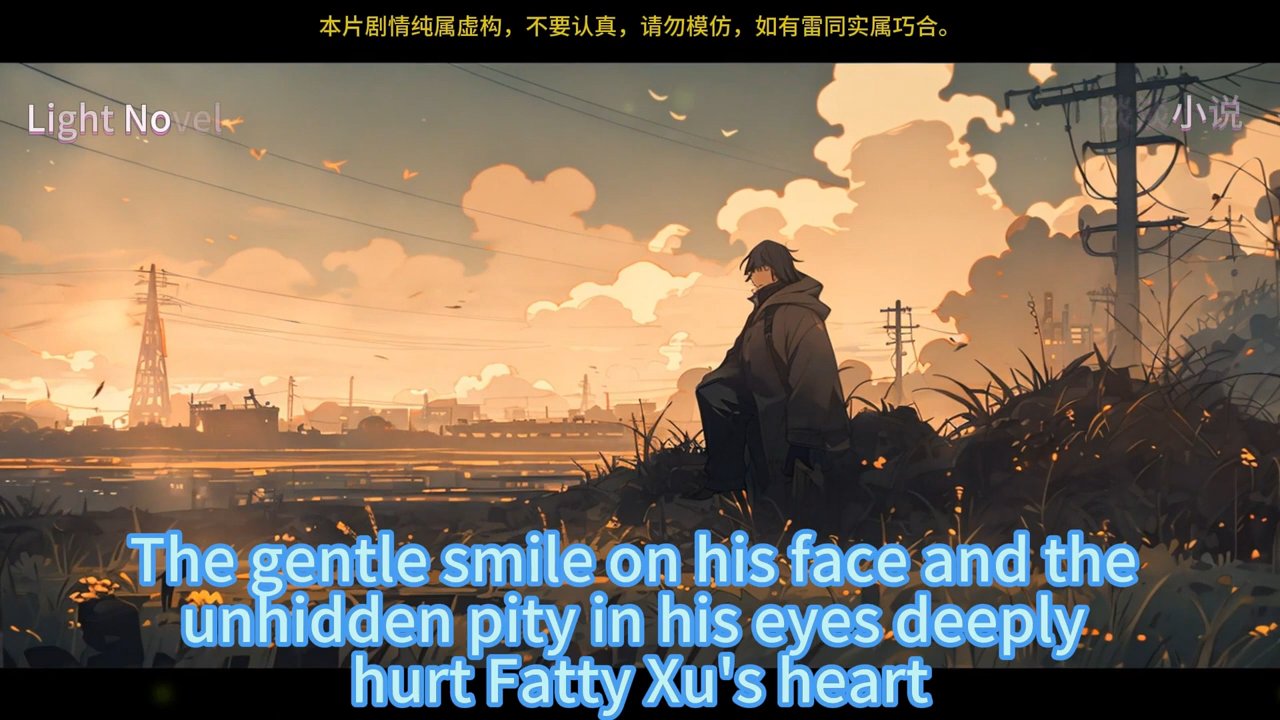 本片剧情纯属虚构，不要认真，请勿模仿，如有雷同实属巧合。
Light Novel
小说
The gentle smile on his face and the
unhidden pity in his eyes deeply
hurt Fatty Xu's heart